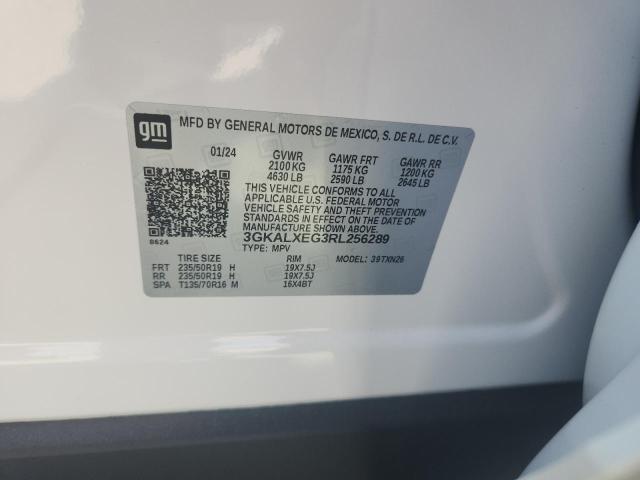 gm
MFD BY GENERAL MOTORS DE MEXICO, S. DE R.L. DE C.V.
01/24 GVWR GAWR FRT GAWR RR
2100 KG 1175 KG 1200 KG
4630 LB 2590 LB 2645 LB
THIS VEHICLE CONFORMS TO ALL
APPLICABLE U.S. FEDERAL MOTOR
VEHICLE SAFETY AND THEFT PREVENTION
STANDARDS IN EFFECT ON THE DATE OF
MANUFACTURE SHOWN ABOVE.
3GKALXEG3RL256289
8624 TYPE: MPV
TIRE SIZE RIM MODEL: 39TXN26
FRT 235/50R19 H 19X7.5J
RR 235/50R19 H 19X7.5J
SPA T135/70R16 M 16X4BT